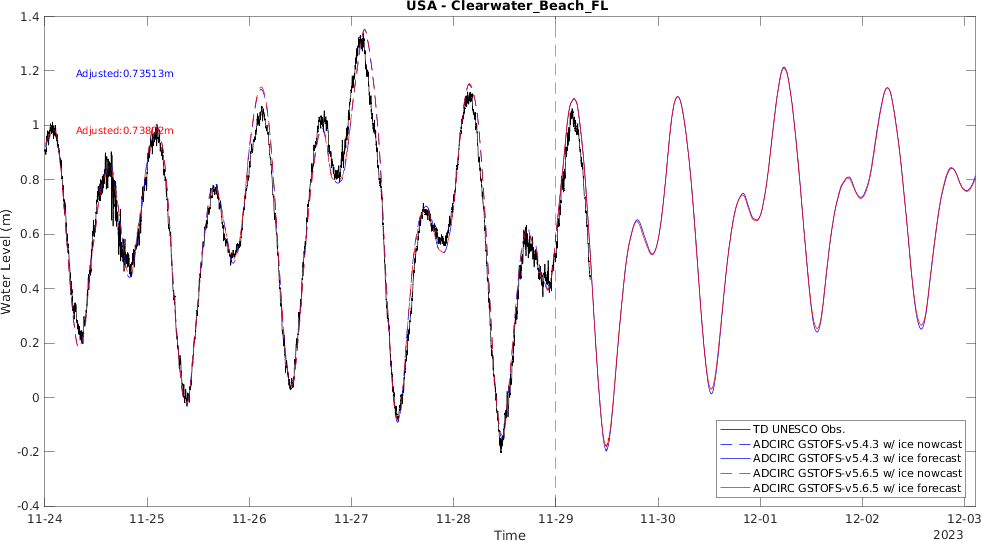 USA - Clearwater_Beach_FL
1.4
1.2
1
0.8
0.6
0.4
0.2
0
-0.2
-0.4
Water Level (m)
Adjusted:0.73513m
TD UNESCO Obs.
ADCIRC GSTOFS-v5.4.3 w/ ice nowcast
ADCIRC GSTOFS-v5.4.3 w/ ice forecast
ADCIRC GSTOFS-v5.6.5 w/ ice nowcast
ADCIRC GSTOFS-v5.6.5 w/ ice forecast
11-24
11-25
11-26
11-27
11-28
11-29
11-30
12-01
12-02
12-03
Time
2023